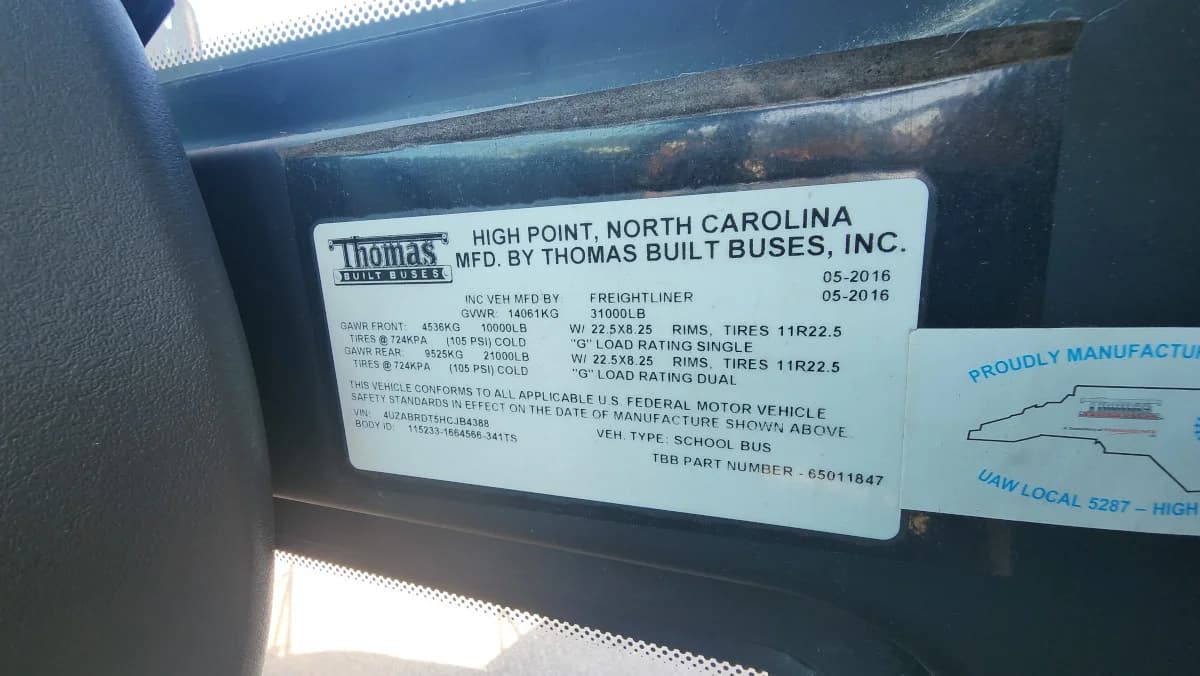 Thomas
BUILT BUSES
HIGH POINT, NORTH CAROLINA
MFD. BY THOMAS BUILT BUSES, INC.
05-2016
INC VEH MFD BY: FREIGHTLINER 05-2016
GVWR: 14061KG 31000LB
GAWR FRONT: 4536KG 10000LB W/ 22.5X8.25 RIMS, TIRES 11R22.5
TIRES @ 724KPA (105 PSI) COLD "G" LOAD RATING SINGLE
GAWR REAR: 9525KG 21000LB W/ 22.5X8.25 RIMS, TIRES 11R22.5
TIRES @ 724KPA (105 PSI) COLD "G" LOAD RATING DUAL
THIS VEHICLE CONFORMS TO ALL APPLICABLE U.S. FEDERAL MOTOR VEHICLE
SAFETY STANDARDS IN EFFECT ON THE DATE OF MANUFACTURE SHOWN ABOVE.
VIN: 4UZABRDT5HCJB4388
BODY ID: 115233-1664566-341TS VEH. TYPE: SCHOOL BUS
TBB PART NUMBER - 65011847
PROUDLY MANUFACTU
UAW LOCAL 5287 – HIGH